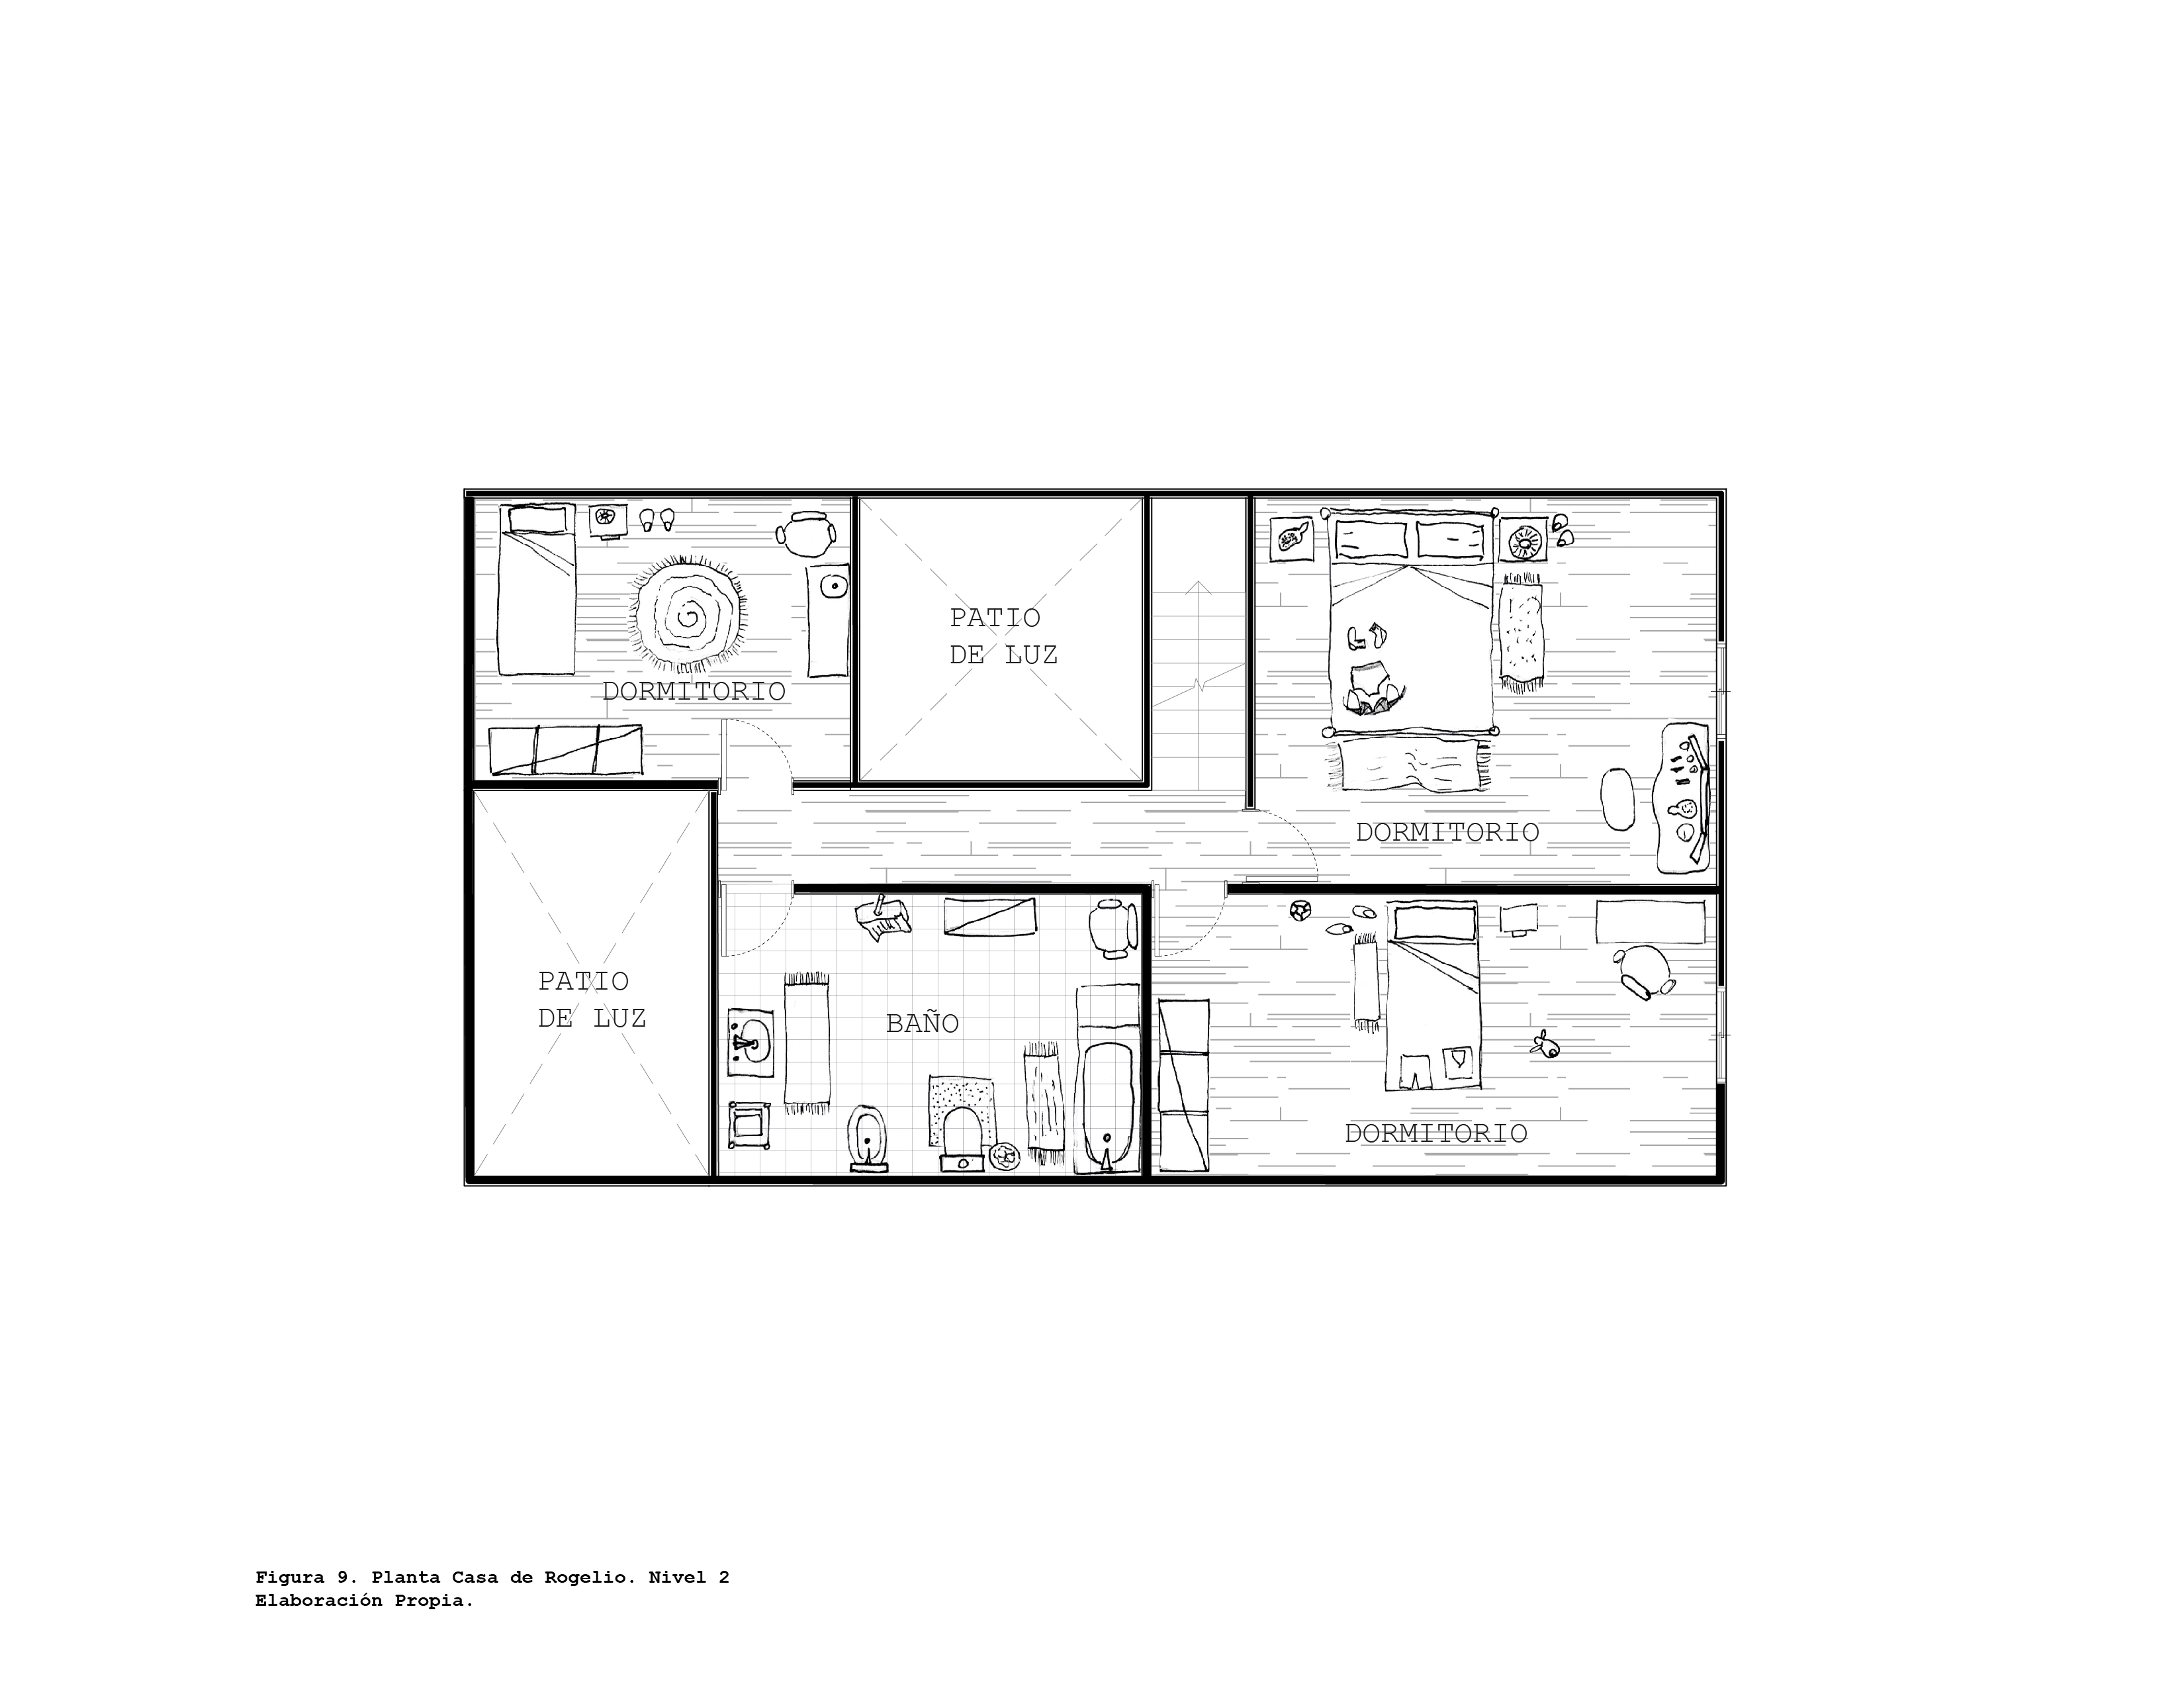 PATIO
DE LUZ
DORMITORIO
DORMITORIO
PATIO
DE LUZ
BAÑO
DORMITORIO
Figura 9. Planta Casa de Rogelio. Nivel 2
Elaboración Propia.